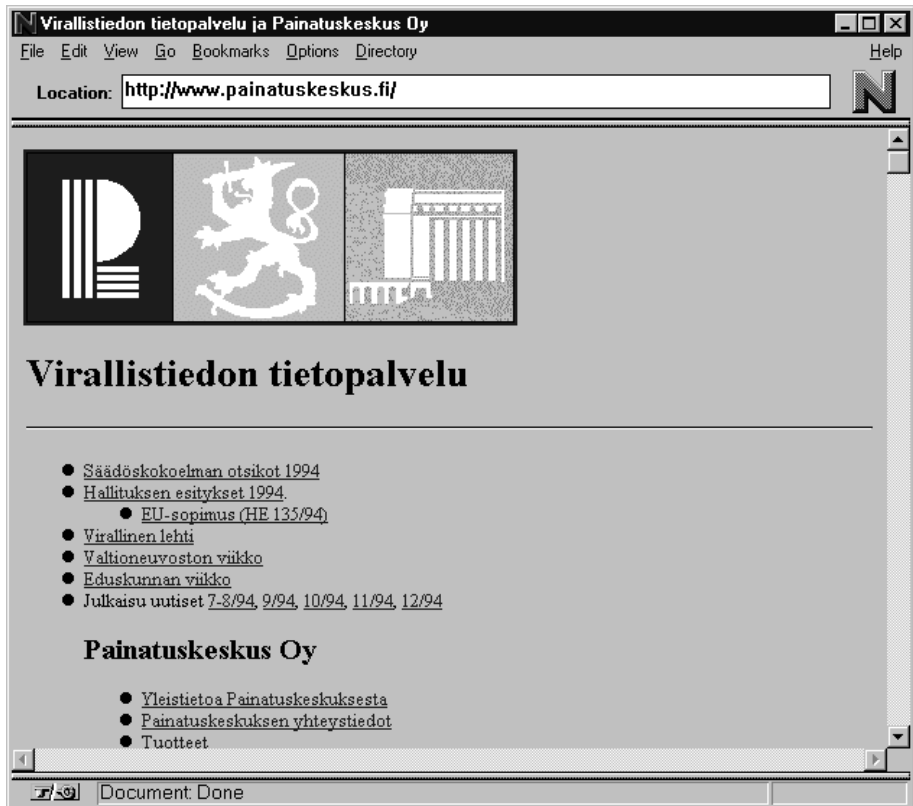 Virallistiedon tietopalvelu ja Painatuskeskus Oy
File Edit View Go Bookmarks Options Directory Help
Location: http://www.painatuskeskus.fi/
Virallistiedon tietopalvelu
Säädöskokoelman otsikot 1994
Hallituksen esitykset 1994.
EU-sopimus (HE 135/94)
Virallinen lehti
Valtioneuvoston viikko
Eduskunnan viikko
Julkaisu uutiset 7-8/94, 9/94, 10/94, 11/94, 12/94
Painatuskeskus Oy
Yleistietoa Painatuskeskuksesta
Painatuskeskuksen yhteystiedot
Tuotteet
Document: Done